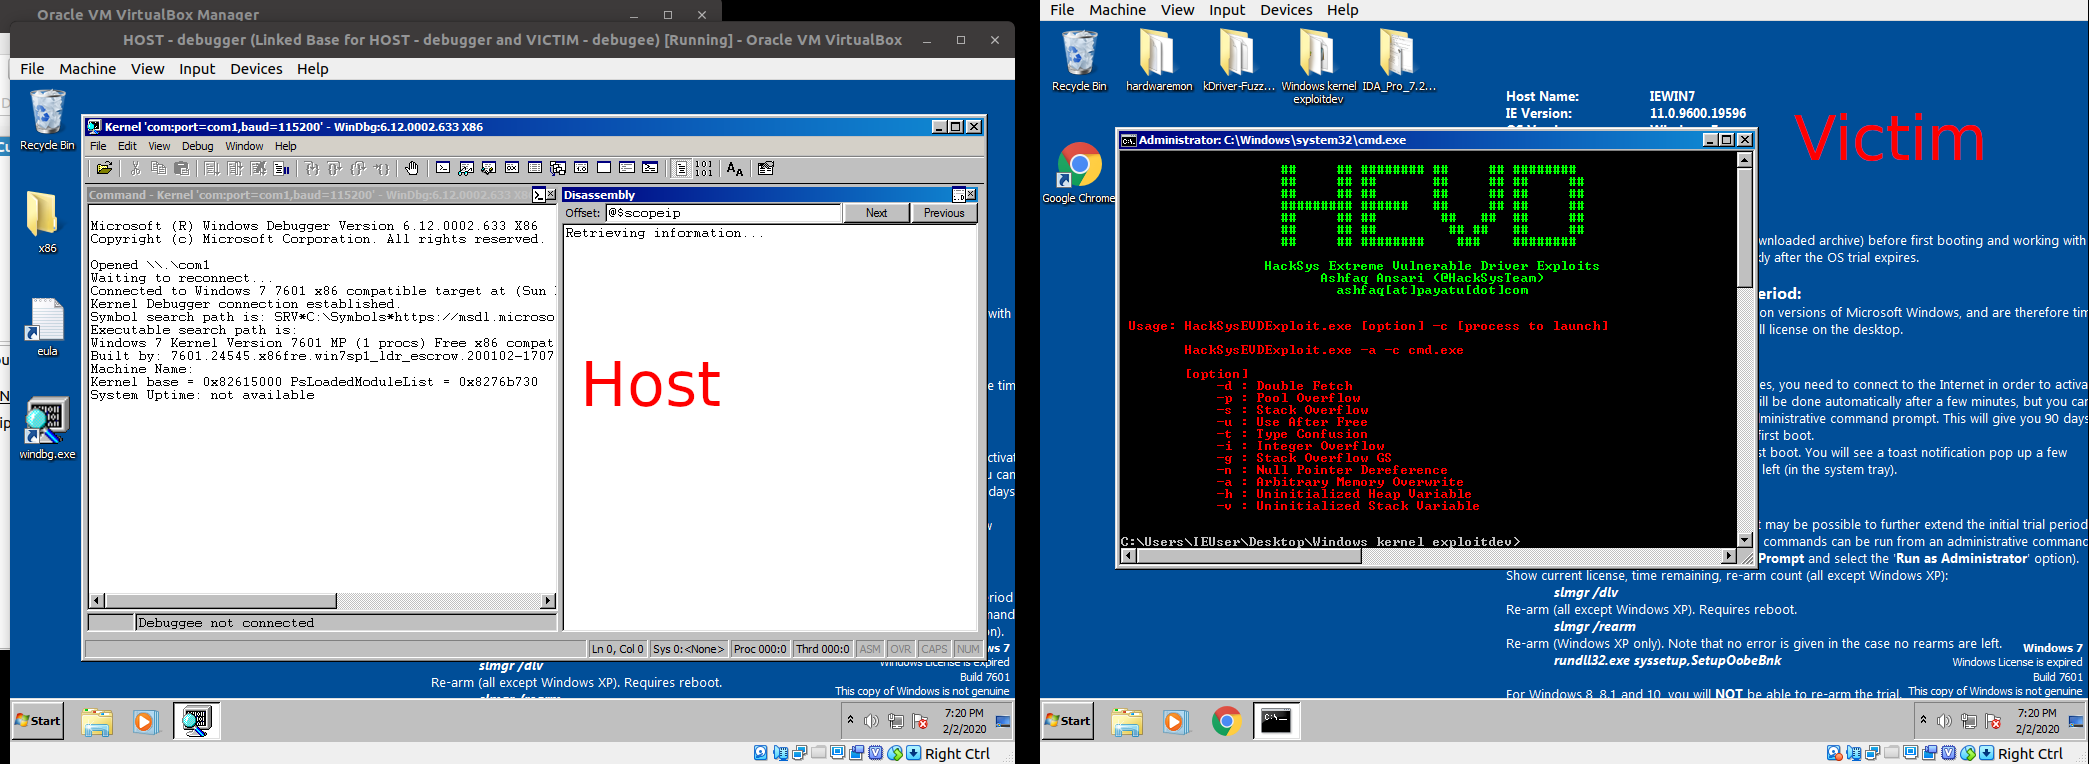 Oracle VM VirtualBox Manager
HOST - debugger (Linked Base for HOST - debugger and VICTIM - debugee) [Running] - Oracle VM VirtualBox
File Machine View Input Devices Help
Recycle Bin
x86
eula
windbg.exe
Kernel 'com:port=com1,baud=115200' - WinDbg:6.12.0002.633 X86
File Edit View Debug Window Help
Command - Kernel 'com:port=com1,baud=115200' - WinDbg:6.12.0002.633 X8
Microsoft (R) Windows Debugger Version 6.12.0002.633 X86
Copyright (c) Microsoft Corporation. All rights reserved.
Opened \\.\com1
Waiting to reconnect...
Connected to Windows 7 7601 x86 compatible target at (Sun
Kernel Debugger connection established.
Symbol search path is: SRV*C:\Symbols*https://msdl.microso
Executable search path is:
Windows 7 Kernel Version 7601 MP (1 procs) Free x86 compat
Built by: 7601.24545.x86fre.win7sp1_ldr_escrow.200102-1707
Machine Name:
Kernel base = 0x82615000 PsLoadedModuleList = 0x8276b730
System Uptime: not available
Debuggee not connected
Disassembly
Offset: @$scopeip Next Previous
Retrieving information...
Host
Ln 0, Col 0 Sys 0:<None> Proc 000:0 Thrd 000:0 ASM OVR CAPS NUM
with
e tim
ctivat
u can
days
w
eriod
mand
on).
ws 7
slmgr /dlv
Windows License is expired
Re-arm (all except Windows XP). Requires reboot.
Build 7601
This copy of Windows is not genuine
slmgr /rearm
Start
7:20 PM
2/2/2020
Right Ctrl
File Machine View Input Devices Help
Recycle Bin
hardwaremon
kDriver-Fuzz...
Windows kernel exploitdev
IDA_Pro_7.2...
Google Chrome
Host Name: IEWIN7
IE Version: 11.0.9600.19596
Victim
Administrator: C:\Windows\system32\cmd.exe
HEVD
HackSys Extreme Vulnerable Driver Exploits
Ashfaq Ansari (@HackSysTeam)
ashfaq[at]payatu[dot]com
Usage: HackSysEVDExploit.exe [option] -c [process to launch]
HackSysEVDExploit.exe -a -c cmd.exe
[option]
-d : Double Fetch
-p : Pool Overflow
-s : Stack Overflow
-u : Use After Free
-t : Type Confusion
-i : Integer Overflow
-g : Stack Overflow GS
-n : Null Pointer Dereference
-a : Arbitrary Memory Overwrite
-h : Uninitialized Heap Variable
-v : Uninitialized Stack Variable
C:\Users\IEUser\Desktop\Windows kernel exploitdev>
wnloaded archive) before first booting and working with
ly after the OS trial expires.
eriod:
on versions of Microsoft Windows, and are therefore tim
ll license on the desktop.
es, you need to connect to the Internet in order to activa
ill be done automatically after a few minutes, but you can
ministrative command prompt. This will give you 90 days
first boot.
st boot. You will see a toast notification pop up a few
left (in the system tray).
t may be possible to further extend the initial trial period
commands can be run from an administrative comman
Prompt and select the 'Run as Administrator' option).
Show current license, time remaining, re-arm count (all except Windows XP):
slmgr /dlv
Re-arm (all except Windows XP). Requires reboot.
slmgr /rearm
Re-arm (Windows XP only). Note that no error is given in the case no rearms are left.
rundll32.exe syssetup,SetupOobeBnk
For Windows 8, 8.1 and 10, you will NOT be able to re-arm the trial.
Windows 7
Windows License is expired
Build 7601
This copy of Windows is not genuine
Start
7:20 PM
2/2/2020
Right Ctrl